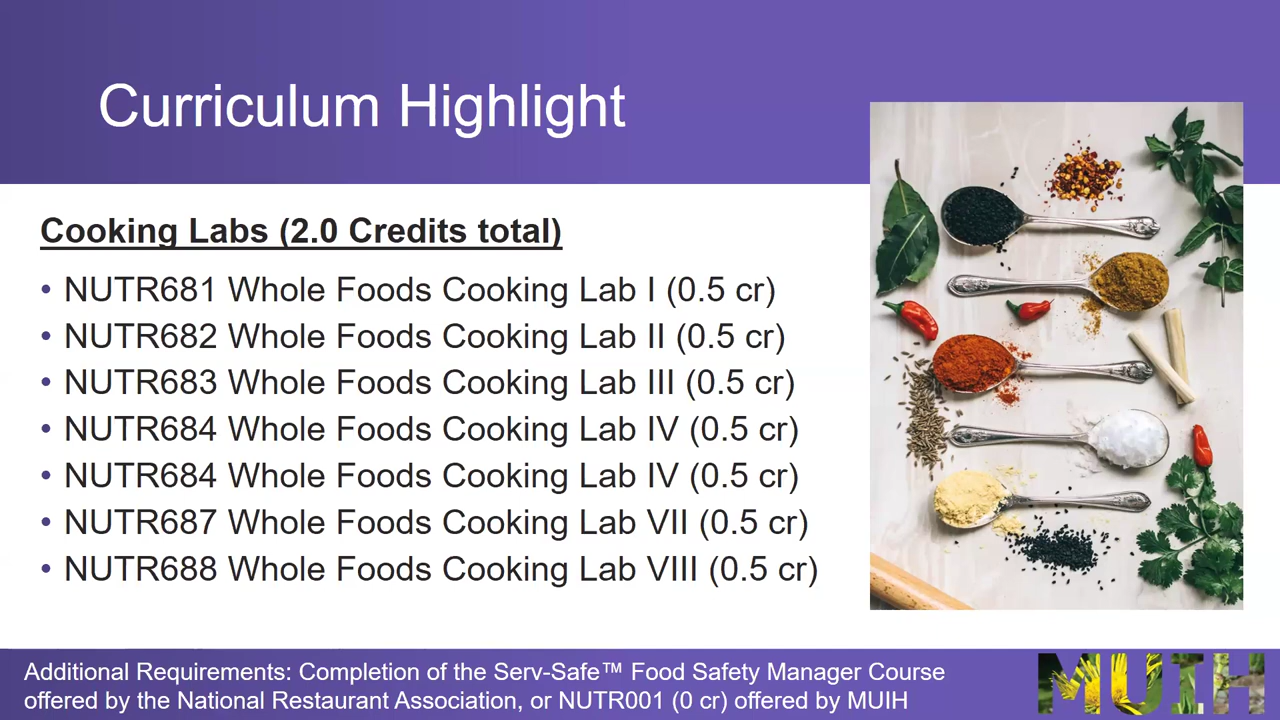 Curriculum Highlight
Cooking Labs (2.0 Credits total)
• NUTR681 Whole Foods Cooking Lab I (0.5 cr)
• NUTR682 Whole Foods Cooking Lab II (0.5 cr)
• NUTR683 Whole Foods Cooking Lab III (0.5 cr)
• NUTR684 Whole Foods Cooking Lab IV (0.5 cr)
• NUTR684 Whole Foods Cooking Lab IV (0.5 cr)
• NUTR687 Whole Foods Cooking Lab VII (0.5 cr)
• NUTR688 Whole Foods Cooking Lab VIII (0.5 cr)
Additional Requirements: Completion of the Serv-Safe™ Food Safety Manager Course
offered by the National Restaurant Association, or NUTR001 (0 cr) offered by MUIH
MUIH